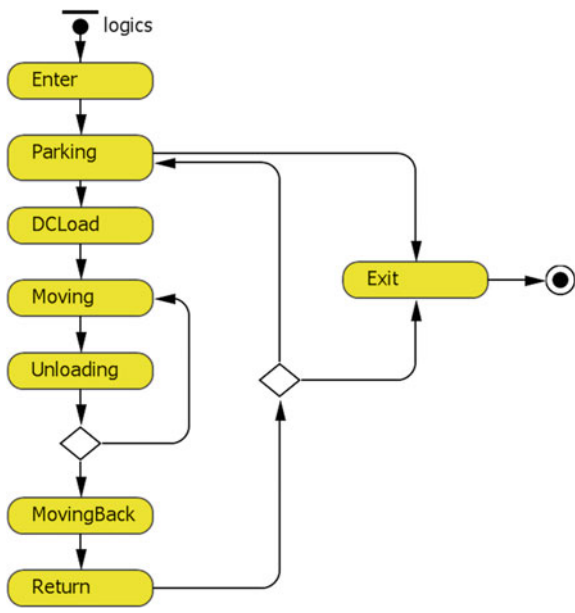 logics
Enter
Parking
DCLoad
Moving
Exit
Unloading
MovingBack
Return